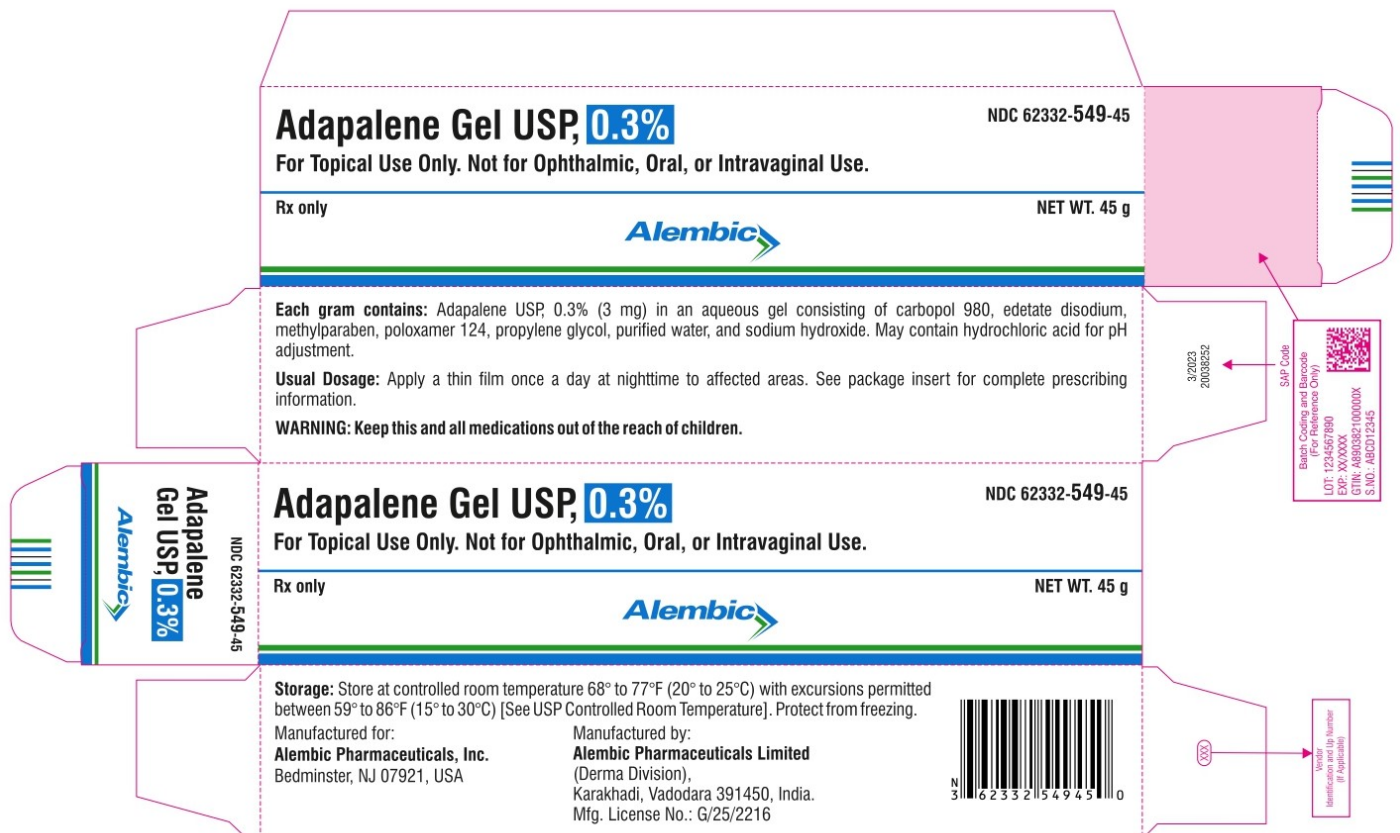 Adapalene Gel USP, 0.3%
NDC 62332-549-45
For Topical Use Only. Not for Ophthalmic, Oral, or Intravaginal Use.
Rx only
NET WT. 45 g
Alembic
Each gram contains: Adapalene USP, 0.3% (3 mg) in an aqueous gel consisting of carbopol 980, edetate disodium,
methylparaben, poloxamer 124, propylene glycol, purified water, and sodium hydroxide. May contain hydrochloric acid for pH
adjustment.
Usual Dosage: Apply a thin film once a day at nighttime to affected areas. See package insert for complete prescribing
information.
WARNING: Keep this and all medications out of the reach of children.
3/2023
20038252
SAP Code
Batch Coding and Barcode
(For Reference Only)
LOT: 1234567890
EXP.: XX/XXXX
GTIN: A89038210000​0X
S.NO.: ABCD12345
Adapalene
Gel USP, 0.3%
NDC 62332-549-45
Alembic
Adapalene Gel USP, 0.3%
NDC 62332-549-45
For Topical Use Only. Not for Ophthalmic, Oral, or Intravaginal Use.
Rx only
NET WT. 45 g
Alembic
Storage: Store at controlled room temperature 68° to 77°F (20° to 25°C) with excursions permitted
between 59° to 86°F (15° to 30°C) [See USP Controlled Room Temperature]. Protect from freezing.
Manufactured for:
Alembic Pharmaceuticals, Inc.
Bedminster, NJ 07921, USA
Manufactured by:
Alembic Pharmaceuticals Limited
(Derma Division),
Karakhadi, Vadodara 391450, India.
Mfg. License No.: G/25/2216
N
3 62332 54945 0
XXX
Vendor
Identification and Up Number
(If Applicable)